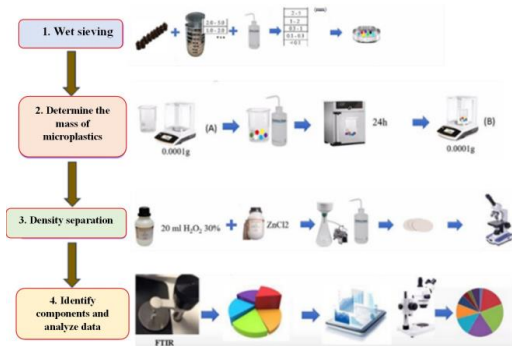 1. Wet sieving
(mm)
2. Determine the
mass of
microplastics
(A)
24h
(B)
0.0001g
0.0001g
3. Density separation
20 ml H₂O₂ 30%
ZnCl2
4. Identify
components and
analyze data
FTIR